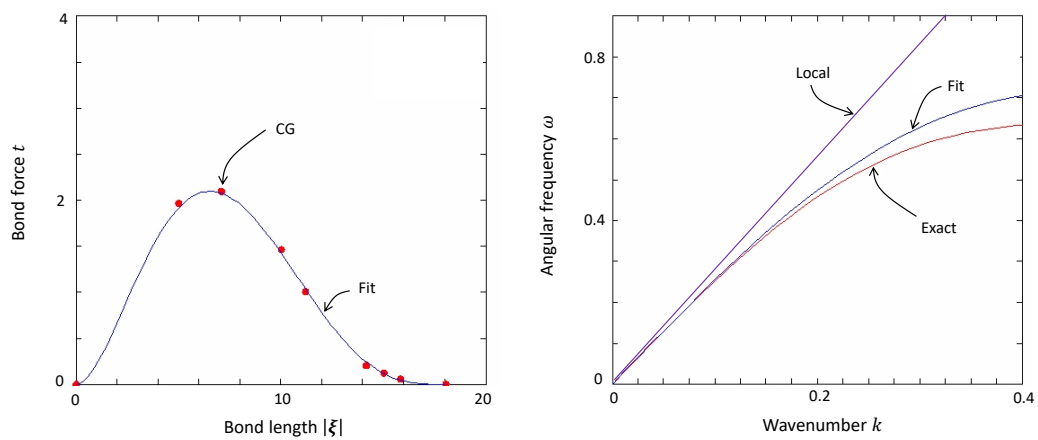 4
2
0
0
10
20
Bond force t
Bond length |ξ|
CG
Fit
0.8
0.4
0
0
0.2
0.4
Angular frequency ω
Wavenumber k
Local
Fit
Exact